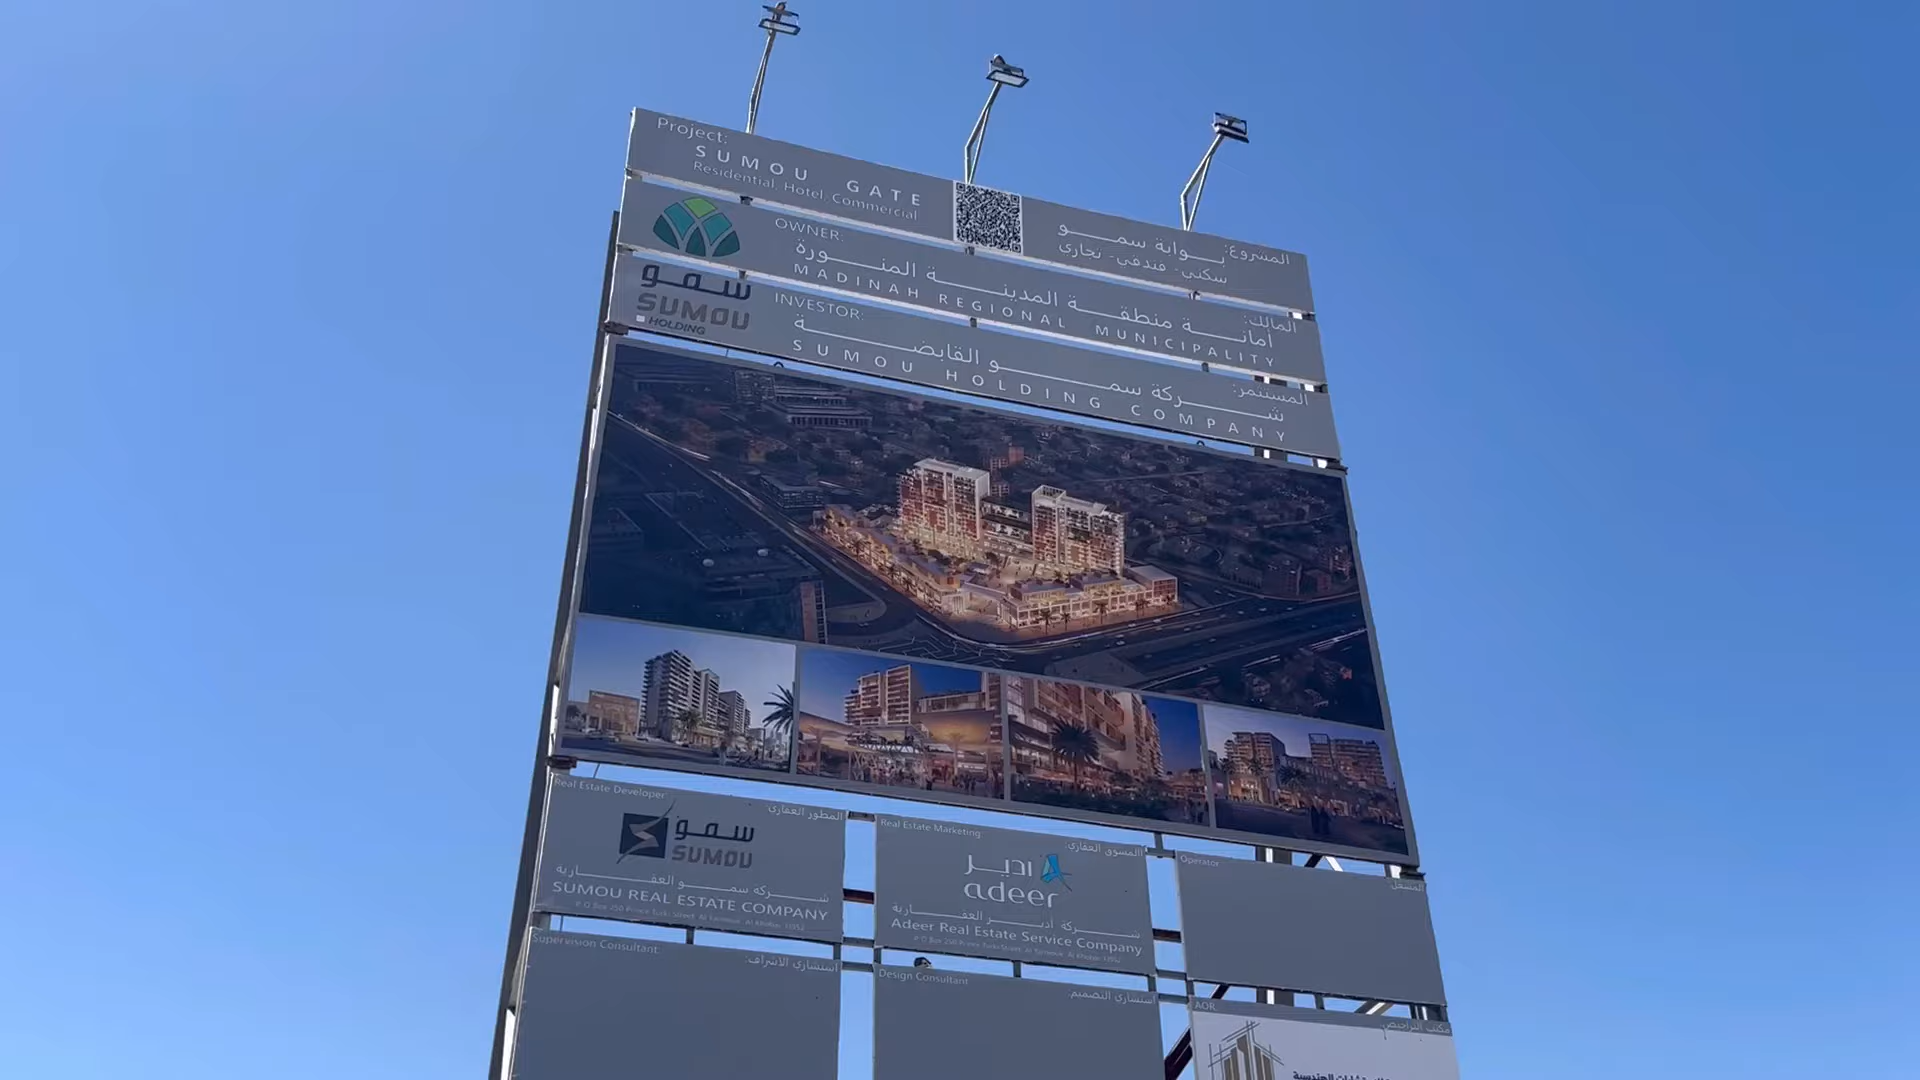 Project:
SUMOU GATE
Residential, Hotel, Commercial
المشروع:
بوابة سمو
سكني - فندقي - تجاري
OWNER:
المالك:
أمانة منطقة المدينة المنورة
MADINAH REGIONAL MUNICIPALITY
سمو
SUMOU
HOLDING
INVESTOR:
المستثمر:
شركة سمو القابضة
SUMOU HOLDING COMPANY
Real Estate Developer:
المطور العقاري:
سمو
SUMOU
شركة سمو العقارية
SUMOU REAL ESTATE COMPANY
Real Estate Marketing:
المسوق العقاري:
ادير
adeer
شركة أدير العقارية
Adeer Real Estate Service Company
Operator
المشغل
Supervision Consultant:
استشاري الاشراف:
Design Consultant
استشاري التصميم:
AOR
مكتب التراخيص: